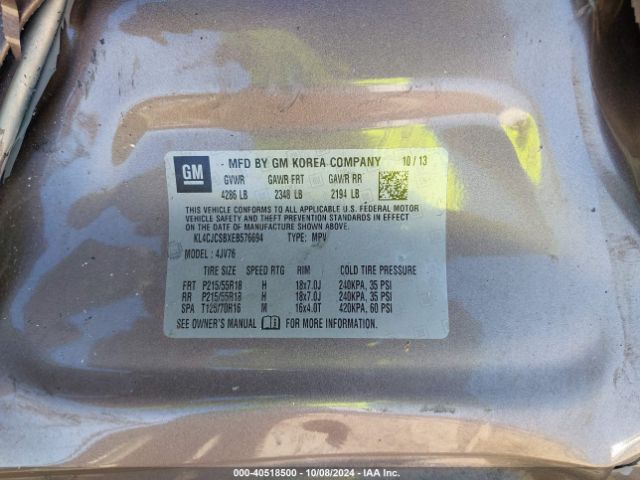 GM
MFD BY GM KOREA COMPANY 10/13
GVWR GAWR FRT GAWR RR
4286 LB 2348 LB 2194 LB
THIS VEHICLE CONFORMS TO ALL APPLICABLE U.S. FEDERAL MOTOR
VEHICLE SAFETY AND THEFT PREVENTION STANDARDS IN EFFECT
ON THE DATE OF MANUFACTURE SHOWN ABOVE.
KL4CJCSBXEB576694 TYPE: MPV
MODEL: 4JV76
TIRE SIZE SPEED RTG RIM COLD TIRE PRESSURE
FRT P215/55R18 H 18x7.0J 240KPA, 35 PSI
RR P215/55R18 H 18x7.0J 240KPA, 35 PSI
SPA T125/70R16 M 16x4.0T 420KPA, 60 PSI
SEE OWNER'S MANUAL FOR MORE INFORMATION.
000-40518500 - 10/08/2024 - IAA Inc.